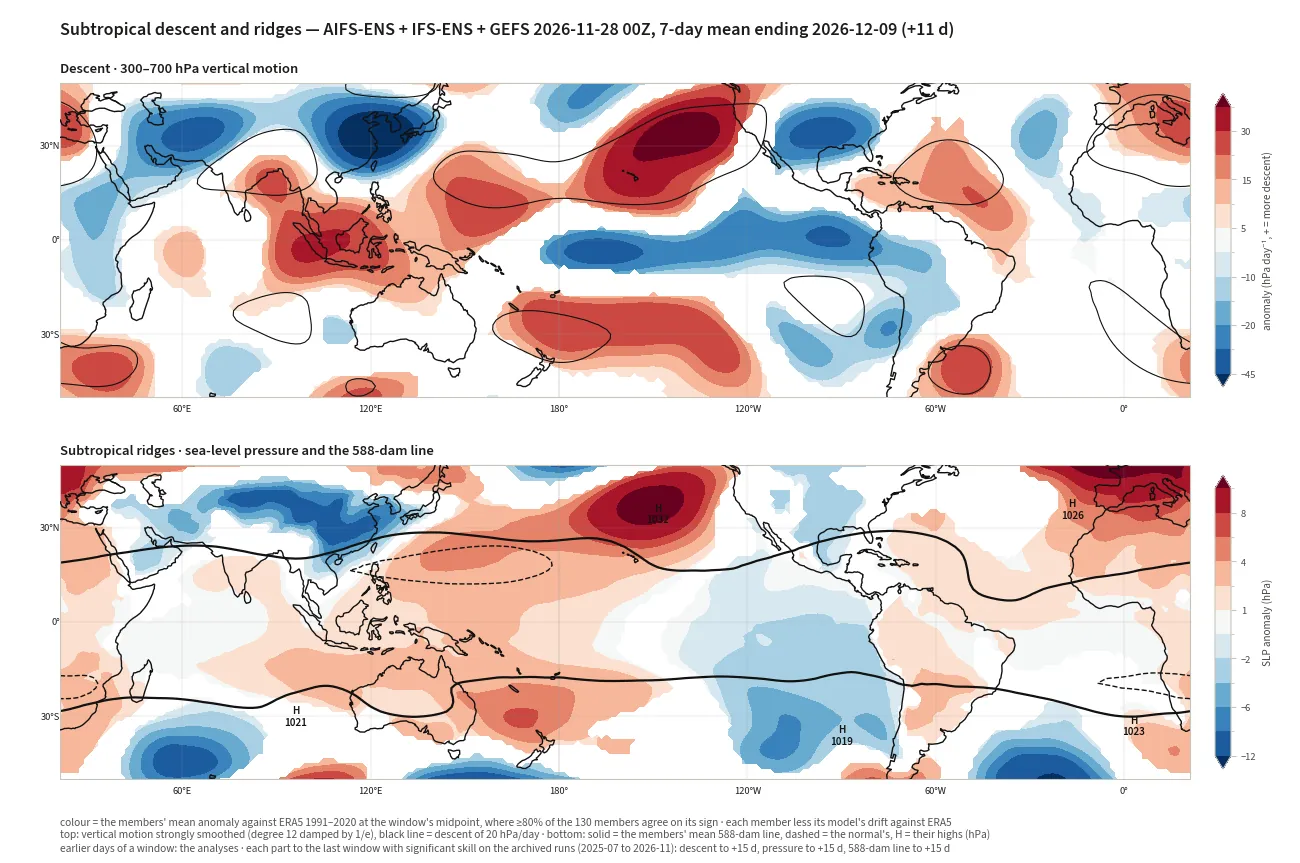 Subtropical descent and ridges — AIFS-ENS + IFS-ENS + GEFS 2026-11-28 00Z, 7-day mean ending 2026-12-09 (+11 d)
Descent · 300–700 hPa vertical motion
30°N
0°
30°S
60°E
120°E
180°
120°W
60°W
0°
30
15
5
−10
−20
−45
anomaly (hPa day⁻¹, + = more descent)
Subtropical ridges · sea-level pressure and the 588-dam line
H
1032
H
1026
H
1021
H
1019
H
1023
30°N
0°
30°S
60°E
120°E
180°
120°W
60°W
0°
8
4
1
−2
−6
−12
SLP anomaly (hPa)
colour = the members' mean anomaly against ERA5 1991–2020 at the window's midpoint, where ≥80% of the 130 members agree on its sign · each member less its model's drift against ERA5
top: vertical motion strongly smoothed (degree 12 damped by 1/e), black line = descent of 20 hPa/day · bottom: solid = the members' mean 588-dam line, dashed = the normal's, H = their highs (hPa)
earlier days of a window: the analyses · each part to the last window with significant skill on the archived runs (2025-07 to 2026-11): descent to +15 d, pressure to +15 d, 588-dam line to +15 d